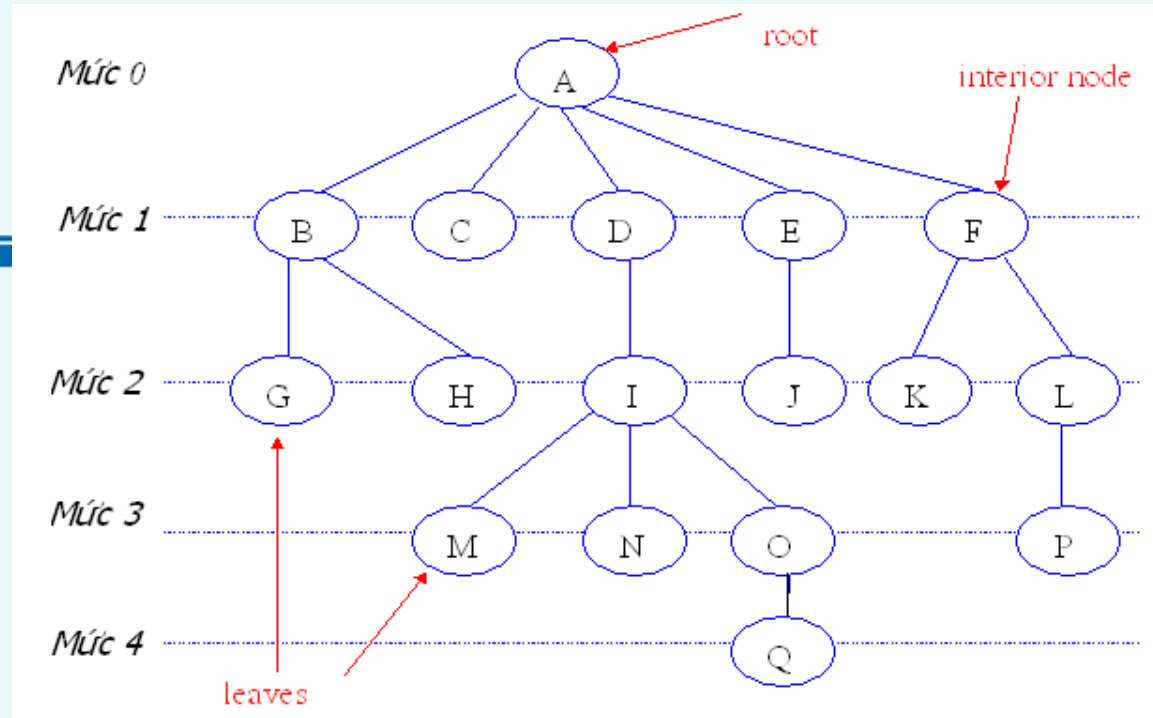 root
Mức 0
A
interior node
Mức 1
B C D E F
Mức 2
G H I J K L
Mức 3
M N O P
Mức 4
Q
leaves